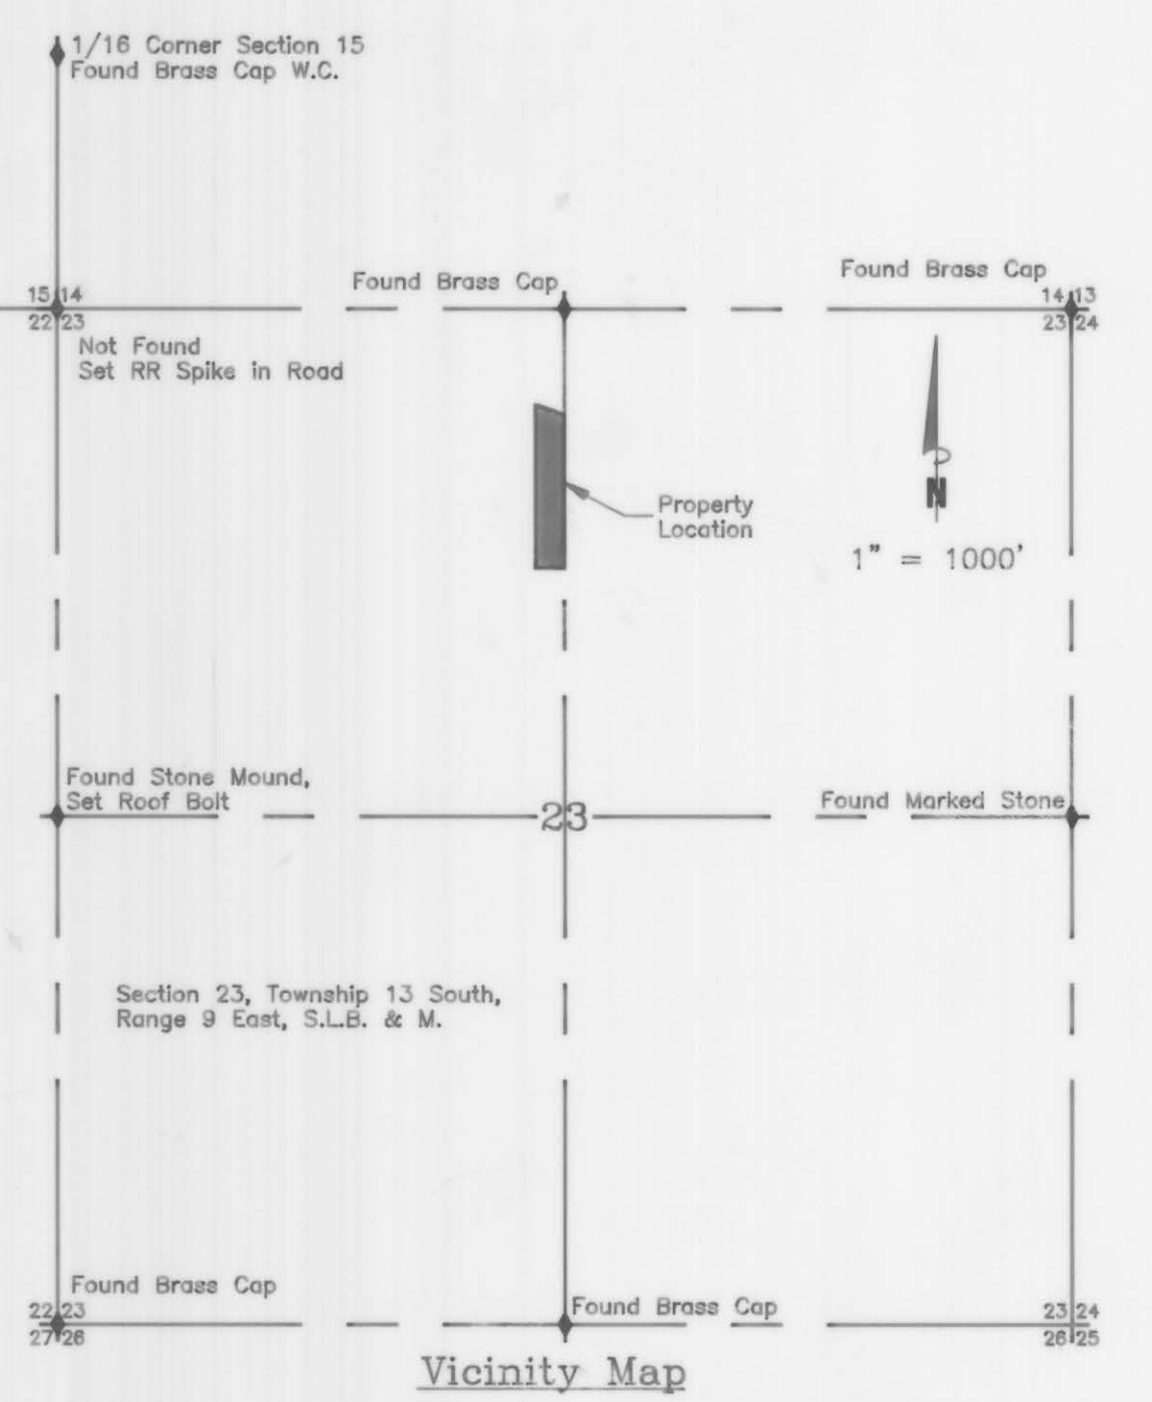 1/16 Corner Section 15
Found Brass Cap W.C.
Found Brass Cap
Found Brass Cap
15 14
22 23
14 13
23 24
Not Found
Set RR Spike in Road
Property
Location
N
1" = 1000'
Found Stone Mound,
Set Roof Bolt
23
Found Marked Stone
Section 23, Township 13 South,
Range 9 East, S.L.B. & M.
Found Brass Cap
22 23
27 26
Found Brass Cap
23 24
26 25
Vicinity Map